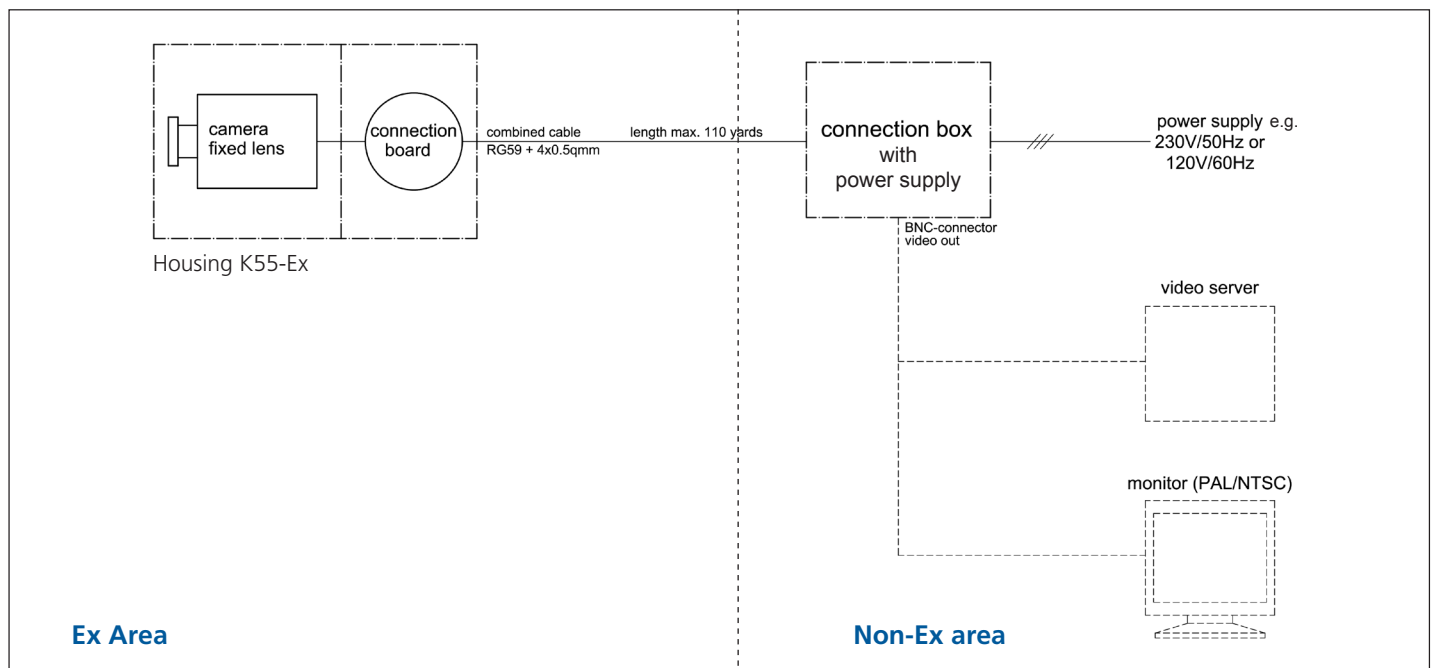 camera
fixed lens
connection
board
Housing K55-Ex
combined cable
RG59 + 4x0.5qmm
length max. 110 yards
connection box
with
power supply
power supply e.g.
230V/50Hz or
120V/60Hz
BNC-connector
video out
video server
monitor (PAL/NTSC)
Ex Area
Non-Ex area